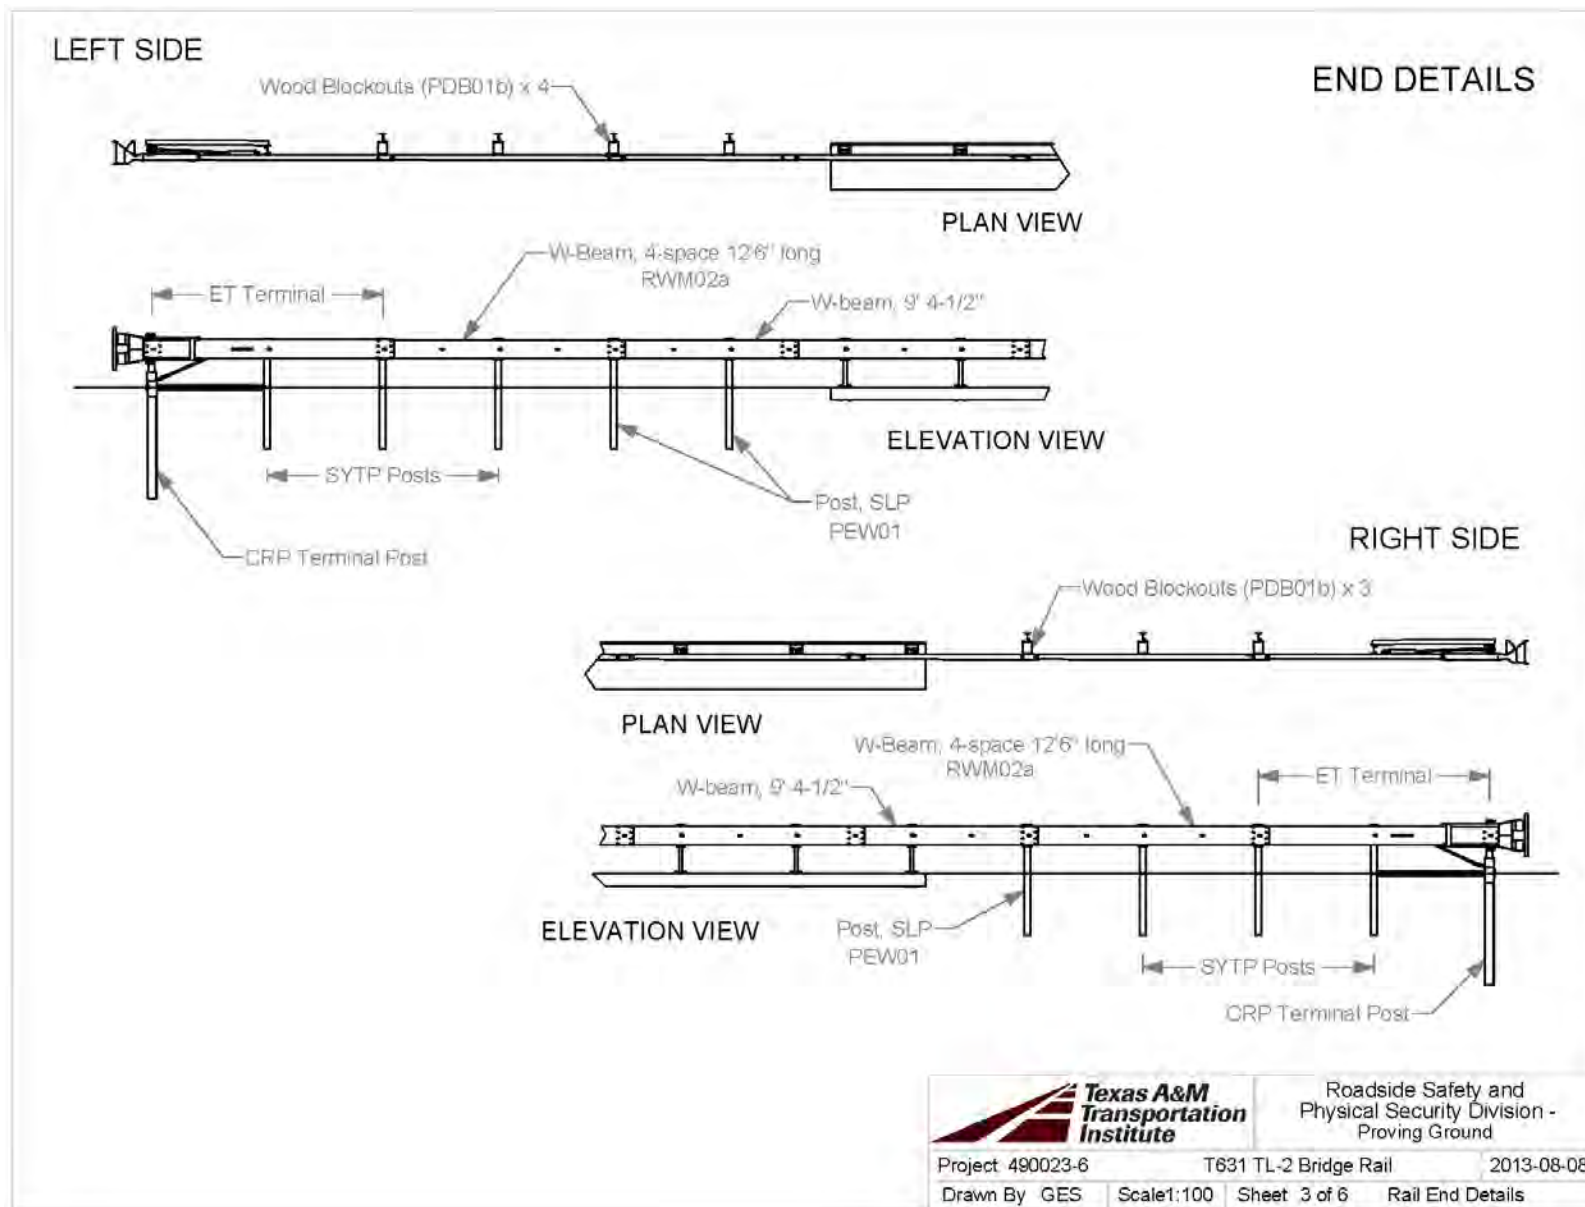 LEFT SIDE
END DETAILS
Wood Blockouts (PDB01b) x 4
PLAN VIEW
W-Beam, 4-space 12'6" long
RWM02a
ET Terminal
W-beam, 9' 4-1/2"
ELEVATION VIEW
SYTP Posts
Post, SLP
PEW01
CRP Terminal Post
RIGHT SIDE
Wood Blockouts (PDB01b) x 3
PLAN VIEW
W-Beam, 4-space 12'6" long
RWM02a
ET Terminal
W-beam, 9' 4-1/2"
ELEVATION VIEW
Post, SLP
PEW01
SYTP Posts
CRP Terminal Post
Texas A&M
Transportation
Institute
Roadside Safety and
Physical Security Division -
Proving Ground
Project 490023-6 T631 TL-2 Bridge Rail 2013-08-08
Drawn By GES Scale1:100 Sheet 3 of 6 Rail End Details